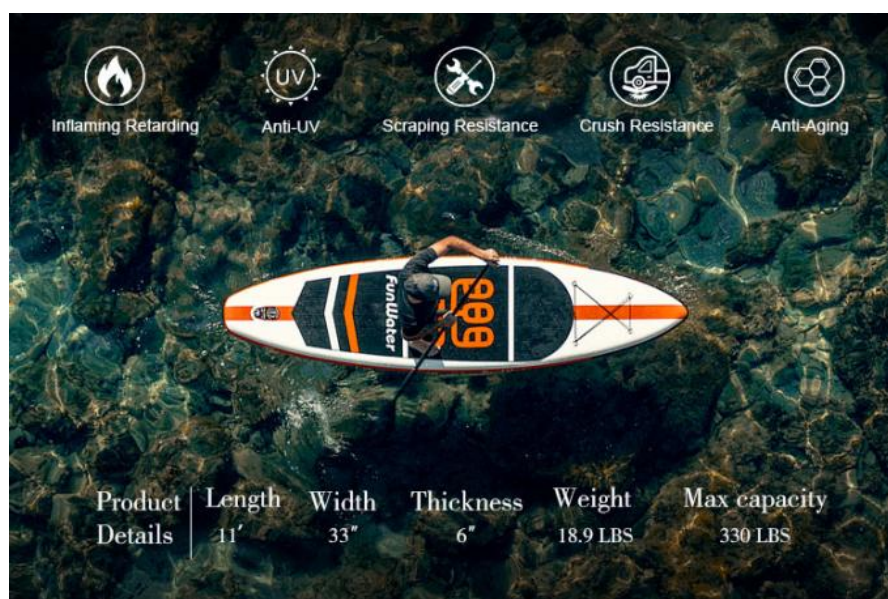 UV
Inflaming Retarding
Anti-UV
Scraping Resistance
Crush Resistance
Anti-Aging
FunWater
Product Details
Length
Width
Thickness
Weight
Max capacity
11′
33″
6″
18.9 LBS
330 LBS